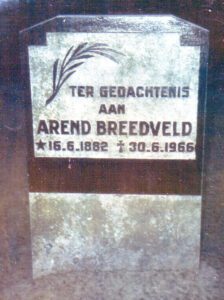 TER GEDACHTENIS
AAN
AREND BREEDVELD
★16.6.1882 ✝30.6.1966